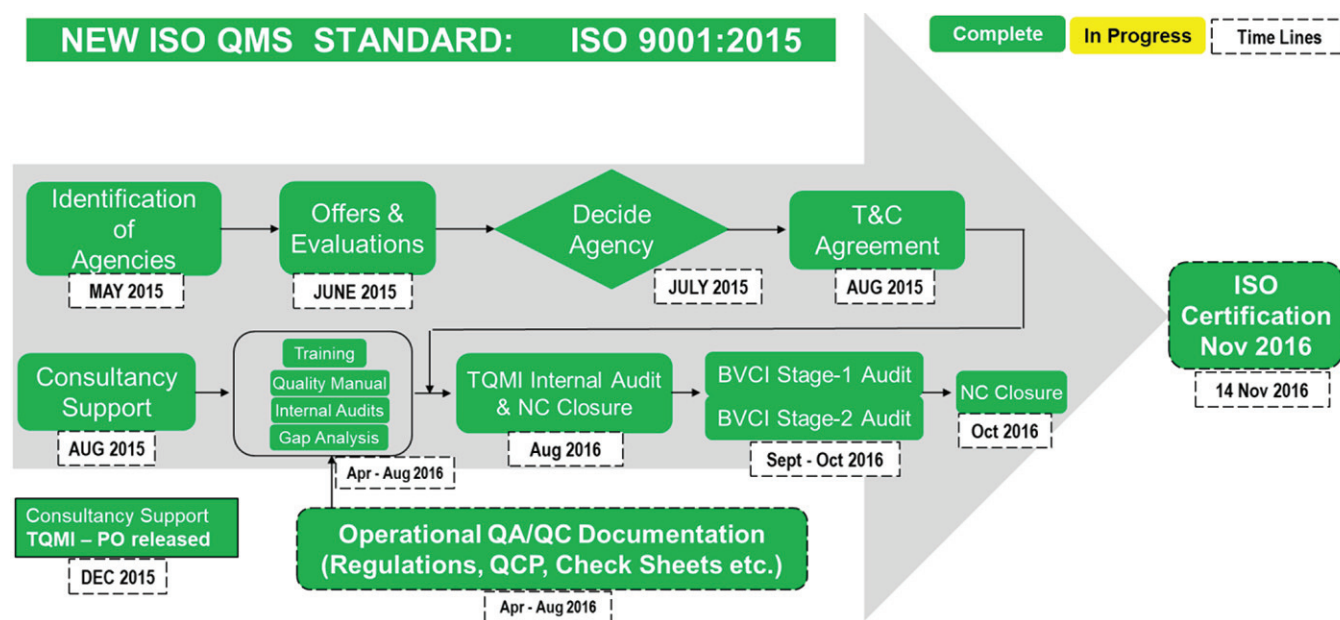 NEW ISO QMS STANDARD: ISO 9001:2015
Complete
In Progress
Time Lines
Identification
of
Agencies
MAY 2015
Offers &
Evaluations
JUNE 2015
Decide
Agency
JULY 2015
T&C
Agreement
AUG 2015
ISO
Certification
Nov 2016
14 Nov 2016
Consultancy
Support
AUG 2015
Training
Quality Manual
Internal Audits
Gap Analysis
Apr - Aug 2016
TQMI Internal Audit
& NC Closure
Aug 2016
BVCI Stage-1 Audit
BVCI Stage-2 Audit
Sept - Oct 2016
NC Closure
Oct 2016
Consultancy Support
TQMI – PO released
DEC 2015
Operational QA/QC Documentation
(Regulations, QCP, Check Sheets etc.)
Apr - Aug 2016